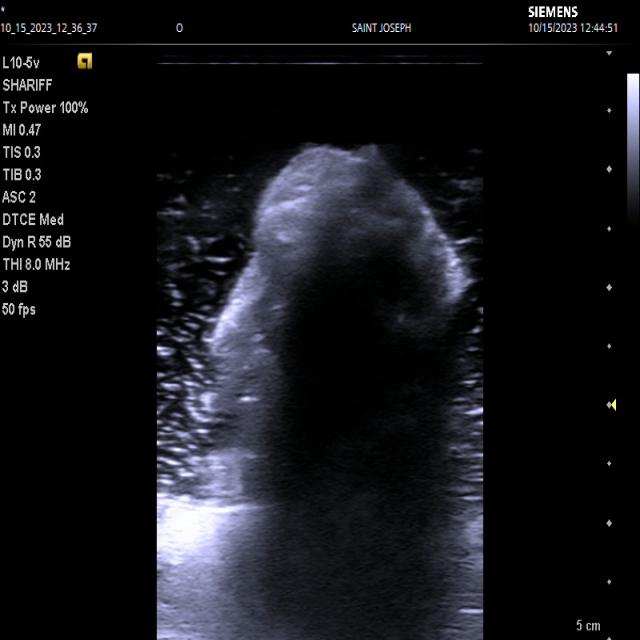 *
SIEMENS
10_15_2023_12_36_37 O SAINT JOSEPH 10/15/2023 12:44:51
L10-5v
SHARIFF
Tx Power 100%
MI 0.47
TIS 0.3
TIB 0.3
ASC 2
DTCE Med
Dyn R 55 dB
THI 8.0 MHz
3 dB
50 fps
5 cm